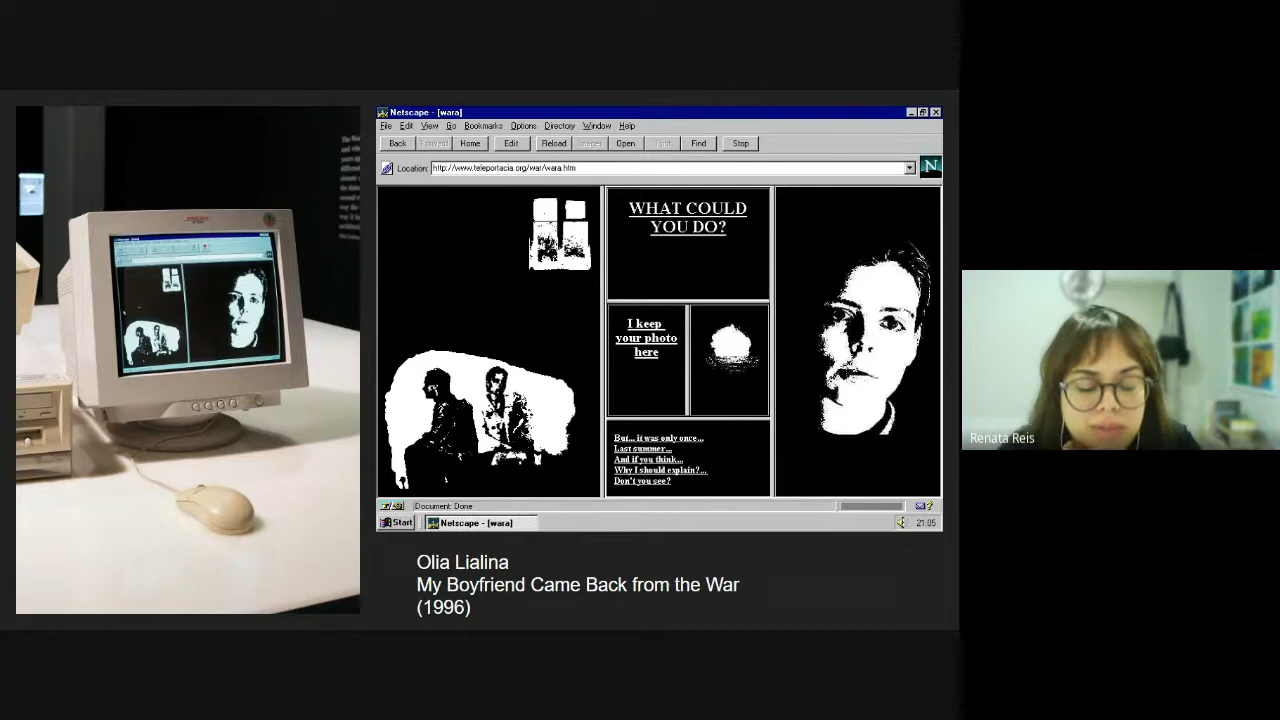 Netscape - [wara]
File Edit View Go Bookmarks Options Directory Window Help
Back Forward Home Edit Reload Images Open Print Find Stop
Location: http://www.teleportacia.org/war/wara.htm
N
WHAT COULD
YOU DO?
I keep
your photo
here
But... it was only once...
Last summer...
And if you think...
Why I should explain?...
Don't you see?
Document: Done
Start Netscape - [wara] 21:05
Olia Lialina
My Boyfriend Came Back from the War
(1996)
Renata Reis